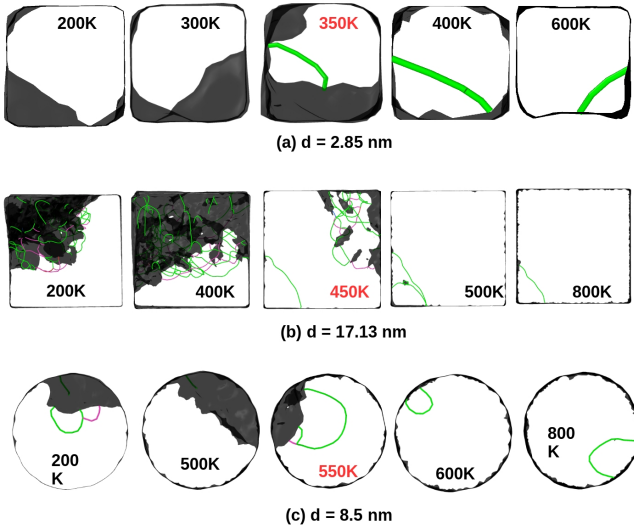 200K 300K 350K 400K 600K
(a) d = 2.85 nm
200K 400K 450K 500K 800K
(b) d = 17.13 nm
200
K
500K 550K 600K
800
K
(c) d = 8.5 nm